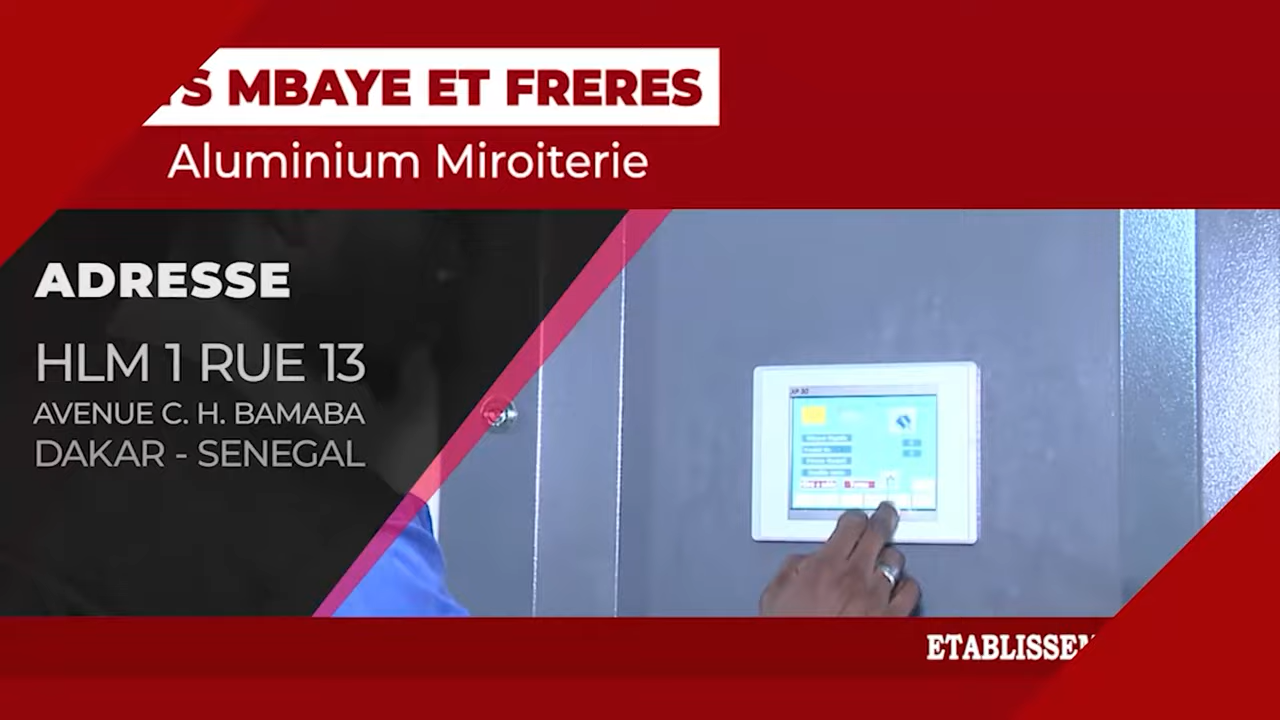 MBAYE ET FRERES
Aluminium Miroiterie
ADRESSE
HLM 1 RUE 13
AVENUE C. H. BAMABA
DAKAR - SENEGAL